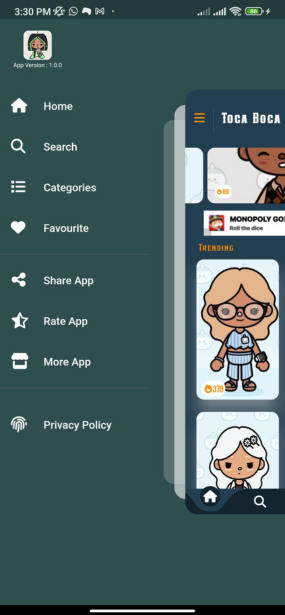 3:30 PM
86
App Version : 1.0.0
Home
Search
Categories
Favourite
Share App
Rate App
More App
Privacy Policy
Toca Boca
MONOPOLY GO!
Roll the dice
Trending
378